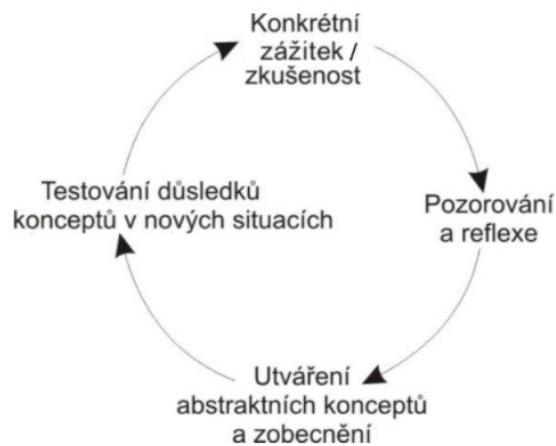 Konkrétní
zážitek /
zkušenost
Pozorování
a reflexe
Utváření
abstraktních konceptů
a zobecnění
Testování důsledků
konceptů v nových situacích